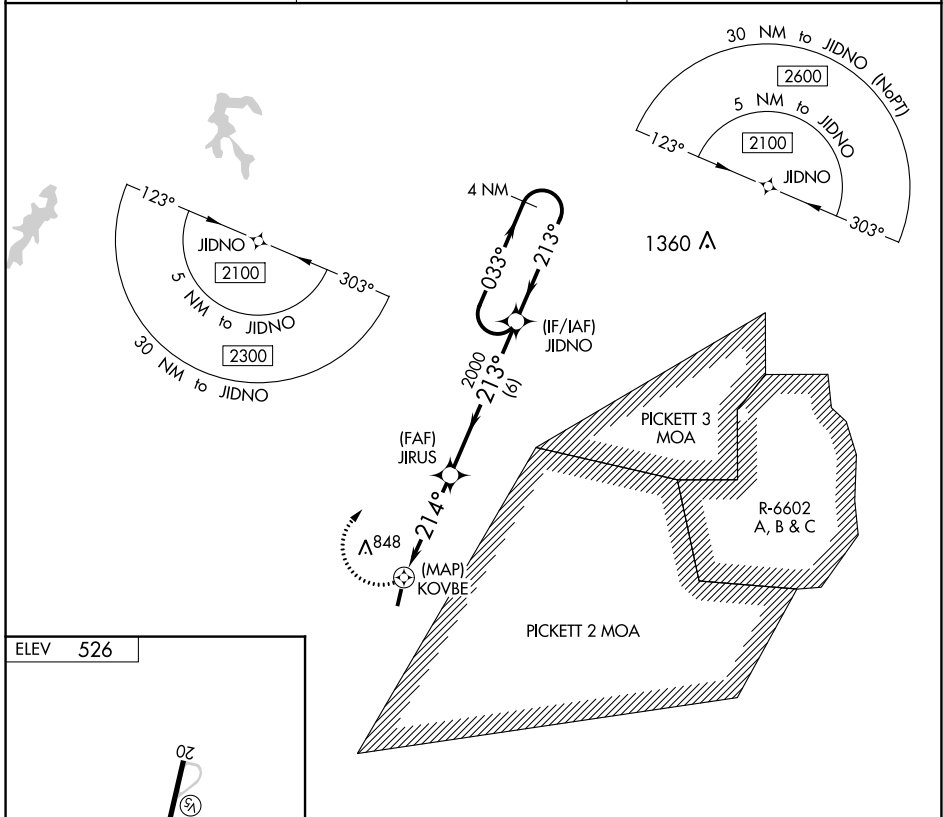 30 NM to JIDNO (NoPT)
2600
5 NM to JIDNO
2100
123°
JIDNO
303°
4 NM
033°
213°
1360
123°
JIDNO
2100
303°
5 NM to JIDNO
2300
30 NM to JIDNO
(IF/IAF)
JIDNO
2000
213°
(6)
PICKETT 3
MOA
(FAF)
JIRUS
R-6602
A, B & C
214°
848
(MAP)
KOVBE
PICKETT 2 MOA
ELEV 526
20
V5